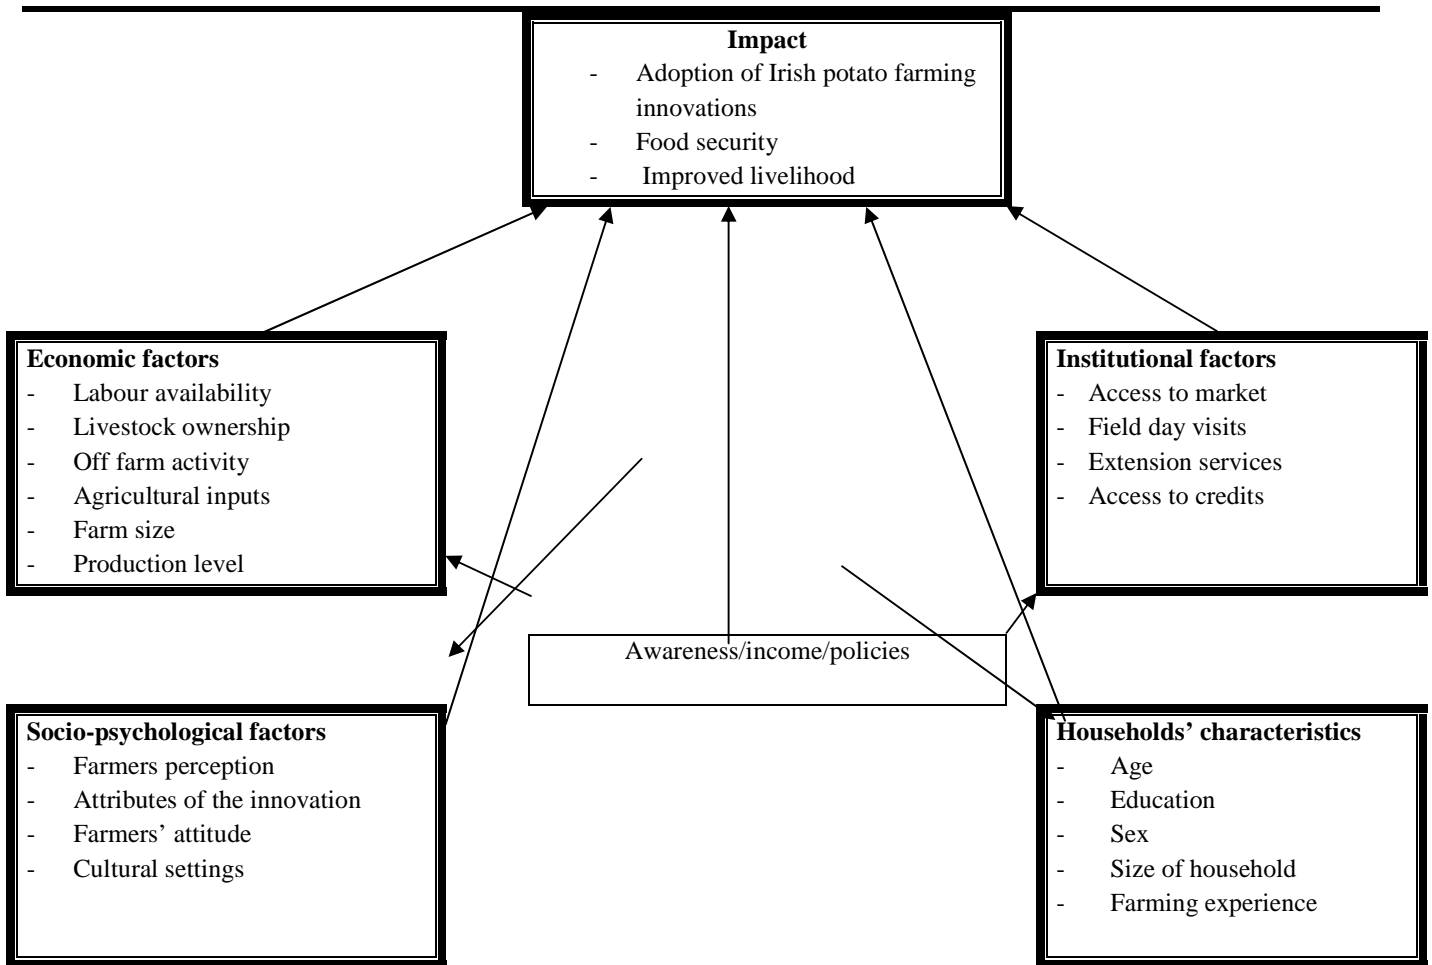 Impact
- Adoption of Irish potato farming
innovations
- Food security
- Improved livelihood
Economic factors
- Labour availability
- Livestock ownership
- Off farm activity
- Agricultural inputs
- Farm size
- Production level
Institutional factors
- Access to market
- Field day visits
- Extension services
- Access to credits
Awareness/income/policies
Socio-psychological factors
- Farmers perception
- Attributes of the innovation
- Farmers’ attitude
- Cultural settings
Households’ characteristics
- Age
- Education
- Sex
- Size of household
- Farming experience